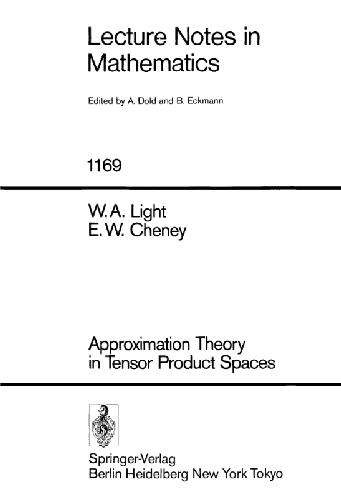 Lecture Notes in
Mathematics
Edited by A. Dold and B. Eckmann
1169
W.A. Light
E.W. Cheney
Approximation Theory
in Tensor Product Spaces
Springer-Verlag
Berlin Heidelberg New York Tokyo